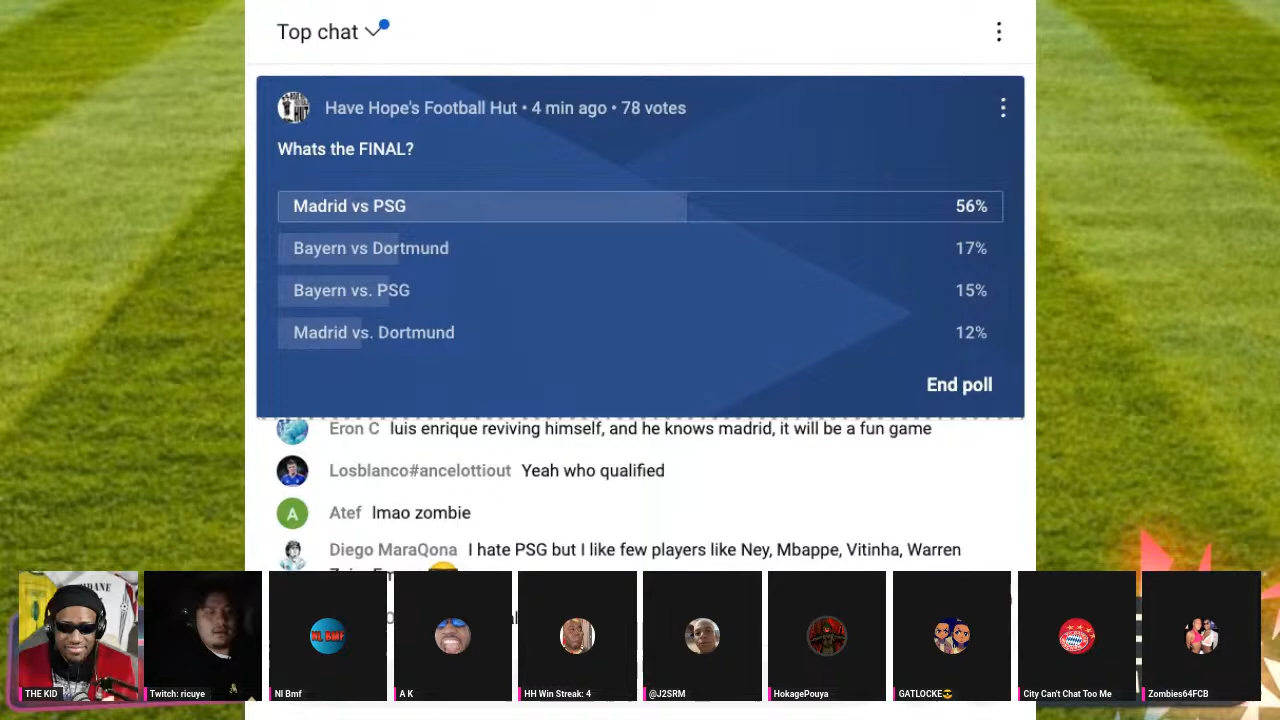 Top chat
Have Hope's Football Hut • 4 min ago • 78 votes
Whats the FINAL?
Madrid vs PSG 56%
Bayern vs Dortmund 17%
Bayern vs. PSG 15%
Madrid vs. Dortmund 12%
End poll
Eron C luis enrique reviving himself, and he knows madrid, it will be a fun game
Losblanco#ancelottiout Yeah who qualified
A
Atef lmao zombie
Diego MaraQona I hate PSG but I like few players like Ney, Mbappe, Vitinha, Warren
NL BMF
THE KID
Twitch: ricuye
Nl Bmf
A K
HH Win Streak: 4
@J2SRM
HokagePouya
GATLOCKE😎
City Can't Chat Too Me
Zombies64FCB